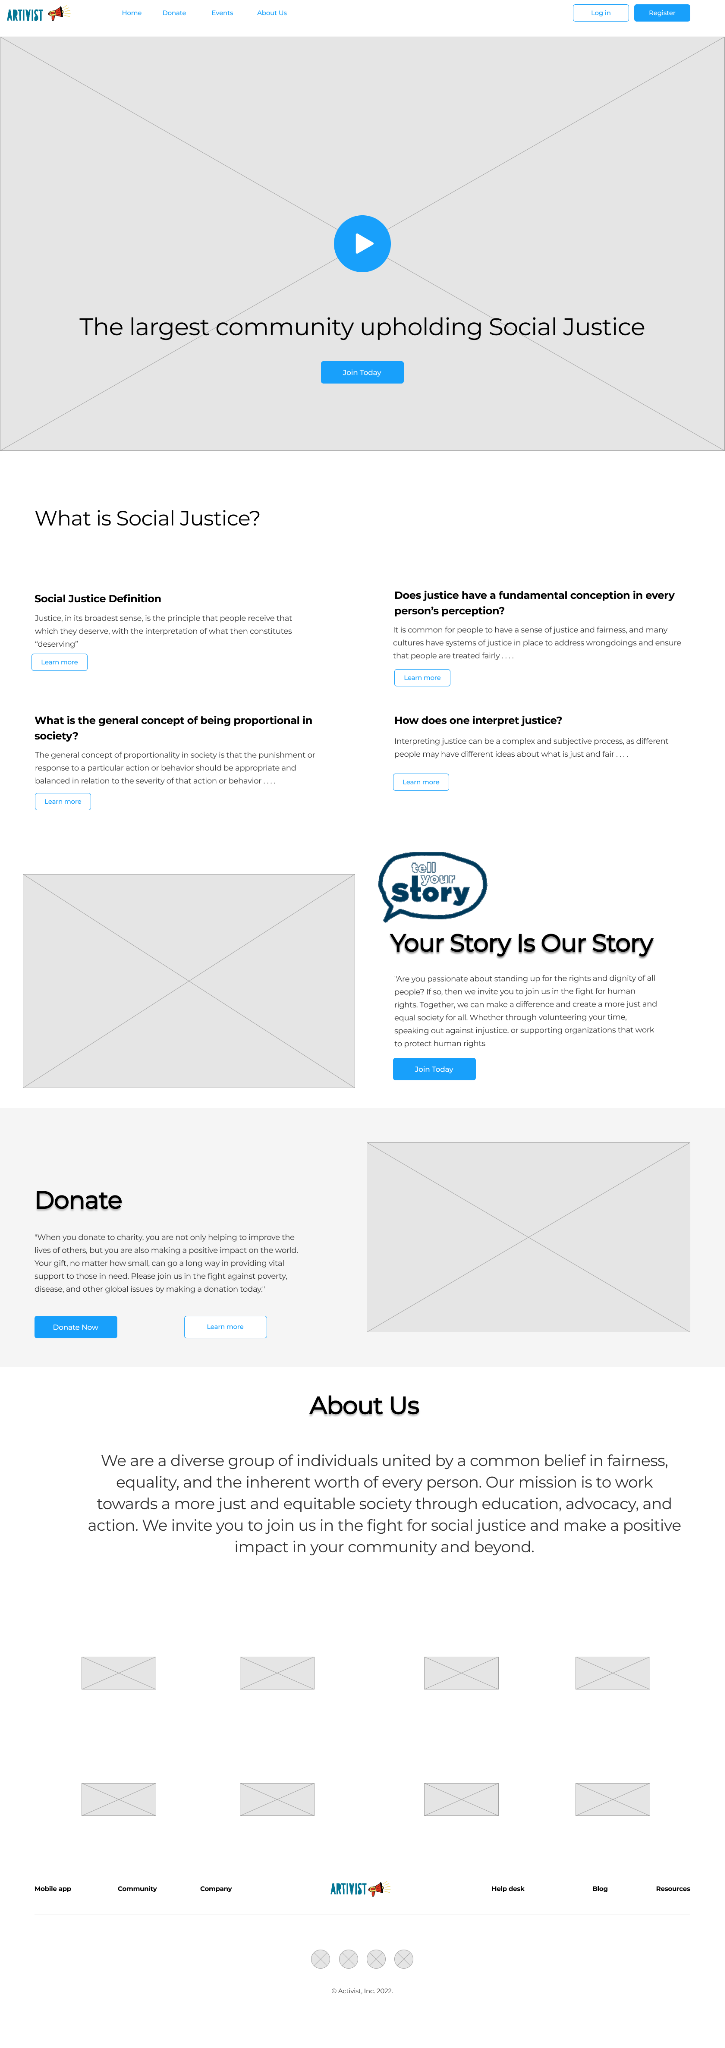 ARTIVIST
Home Donate Events About Us Log in Register
The largest community upholding Social Justice
Join Today
What is Social Justice?
Social Justice Definition
Justice, in its broadest sense, is the principle that people receive that
which they deserve, with the interpretation of what then constitutes
“deserving”
Learn more
Does justice have a fundamental conception in every
person’s perception?
It is common for people to have a sense of justice and fairness, and many
cultures have systems of justice in place to address wrongdoings and ensure
that people are treated fairly . . . .
Learn more
What is the general concept of being proportional in
society?
The general concept of proportionality in society is that the punishment or
response to a particular action or behavior should be appropriate and
balanced in relation to the severity of that action or behavior . . . .
Learn more
How does one interpret justice?
Interpreting justice can be a complex and subjective process, as different
people may have different ideas about what is just and fair . . . .
Learn more
tell
your
Story
Your Story Is Our Story
"Are you passionate about standing up for the rights and dignity of all
people? If so, then we invite you to join us in the fight for human
rights. Together, we can make a difference and create a more just and
equal society for all. Whether through volunteering your time,
speaking out against injustice, or supporting organizations that work
to protect human rights
Join Today
Donate
"When you donate to charity, you are not only helping to improve the
lives of others, but you are also making a positive impact on the world.
Your gift, no matter how small, can go a long way in providing vital
support to those in need. Please join us in the fight against poverty,
disease, and other global issues by making a donation today."
Donate Now Learn more
About Us
We are a diverse group of individuals united by a common belief in fairness,
equality, and the inherent worth of every person. Our mission is to work
towards a more just and equitable society through education, advocacy, and
action. We invite you to join us in the fight for social justice and make a positive
impact in your community and beyond.
Mobile app Community Company ARTIVIST Help desk Blog Resources
© Activist, Inc. 2022.